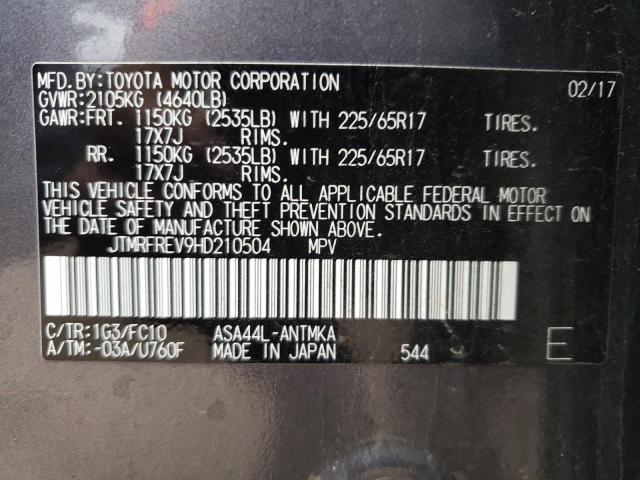 MFD.BY:TOYOTA MOTOR CORPORATION 02/17
GVWR:2105KG (4640LB)
GAWR:FRT. 1150KG (2535LB) WITH 225/65R17 TIRES.
17X7J RIMS.
RR. 1150KG (2535LB) WITH 225/65R17 TIRES.
17X7J RIMS.
THIS VEHICLE CONFORMS TO ALL APPLICABLE FEDERAL MOTOR
VEHICLE SAFETY AND THEFT PREVENTION STANDARDS IN EFFECT ON
THE DATE OF MANUFACTURE SHOWN ABOVE.
JTMRFREV9HD210504 MPV
C/TR:1G3/FC10 ASA44L-ANTMKA
A/TM:-03A/U760F MADE IN JAPAN 544 E